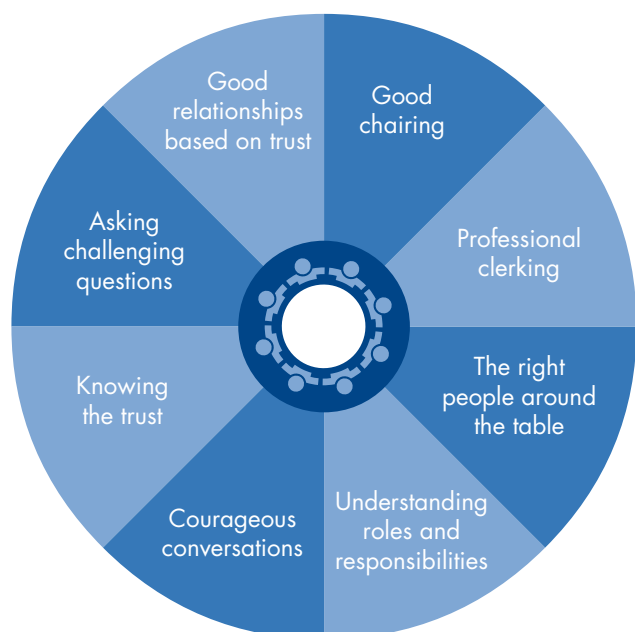 Good
chairing
Professional
clerking
The right
people around
the table
Understanding
roles and
responsibilities
Courageous
conversations
Knowing
the trust
Asking
challenging
questions
Good
relationships
based on trust